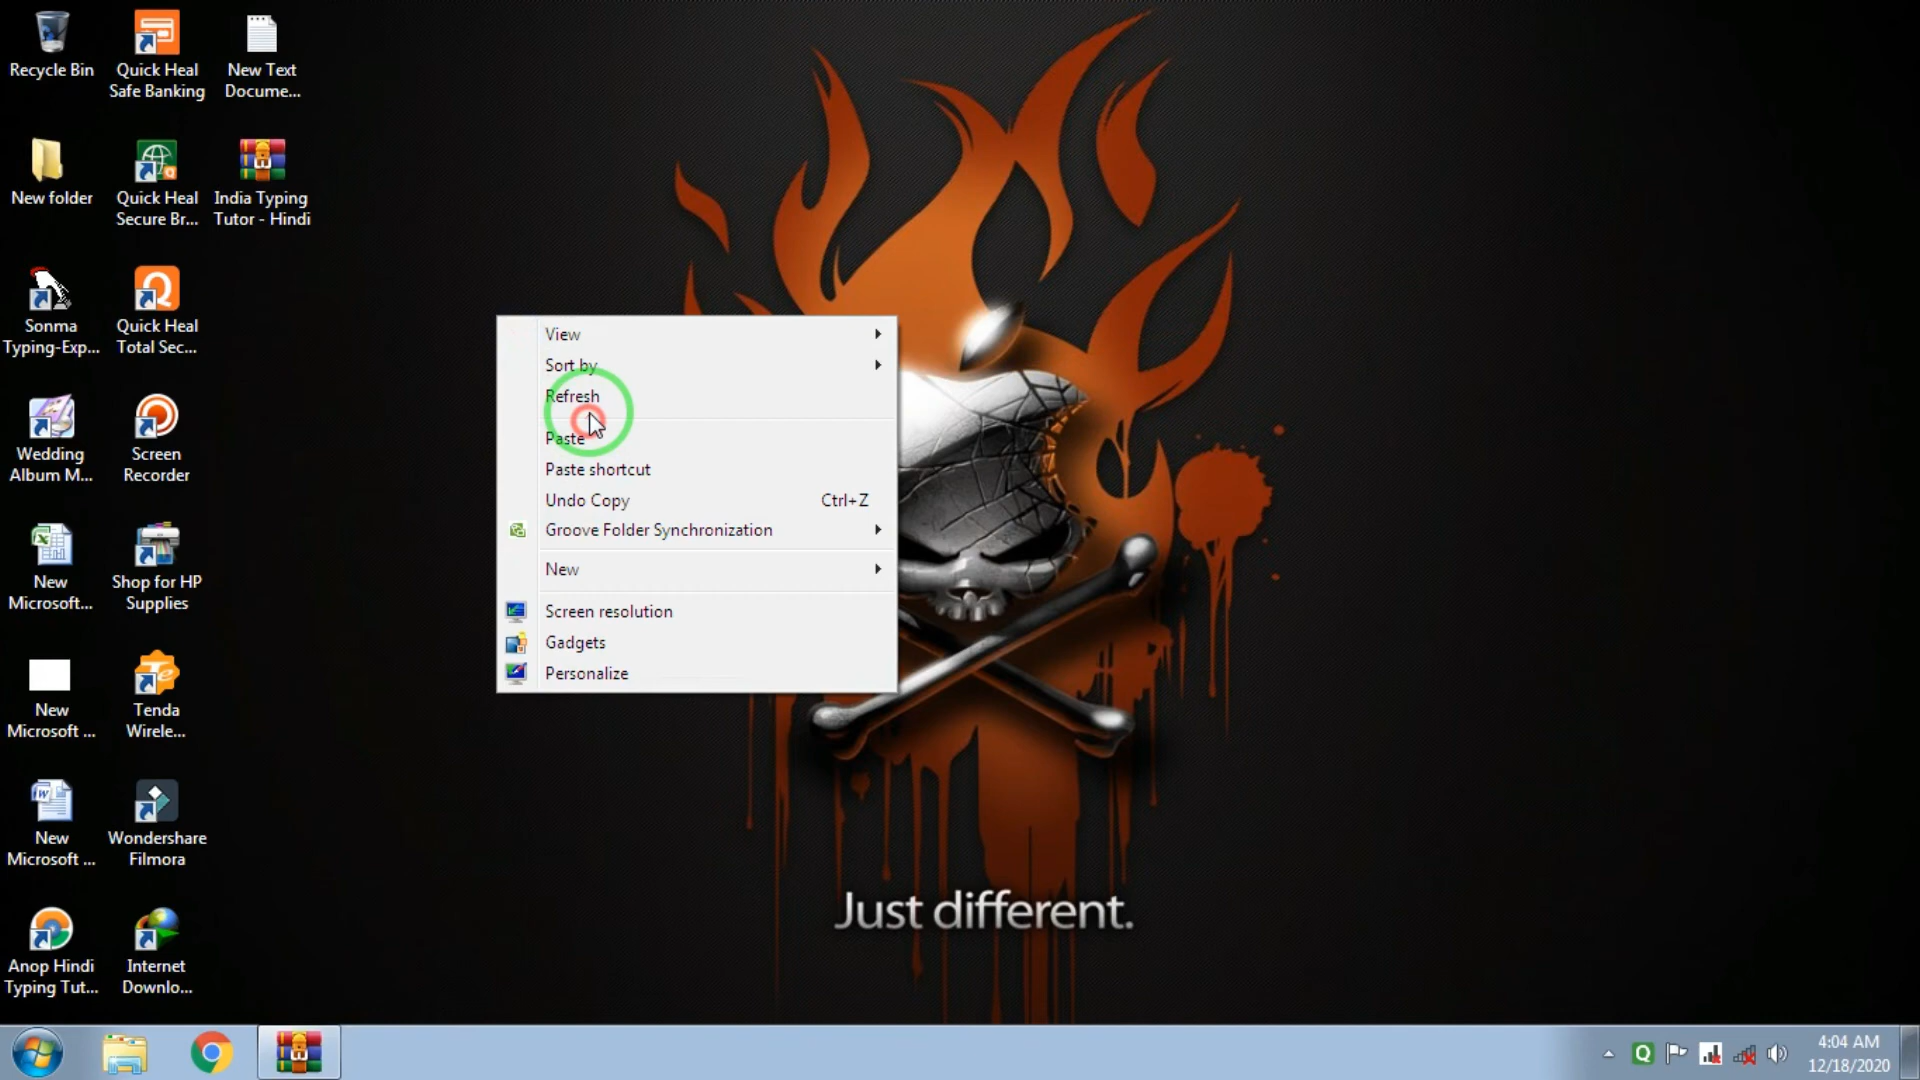 Recycle Bin
Quick Heal
Safe Banking
New Text
Docume...
New folder
Quick Heal
Secure Br...
India Typing
Tutor - Hindi
Sonma
Typing-Exp...
Quick Heal
Total Sec...
Wedding
Album M...
Screen
Recorder
New
Microsoft...
Shop for HP
Supplies
New
Microsoft ...
Tenda
Wirele...
New
Microsoft ...
Wondershare
Filmora
Anop Hindi
Typing Tut...
Internet
Downlo...
View
Sort by
Refresh
Paste
Paste shortcut
Undo Copy Ctrl+Z
Groove Folder Synchronization
New
Screen resolution
Gadgets
Personalize
Just different.
4:04 AM
12/18/2020